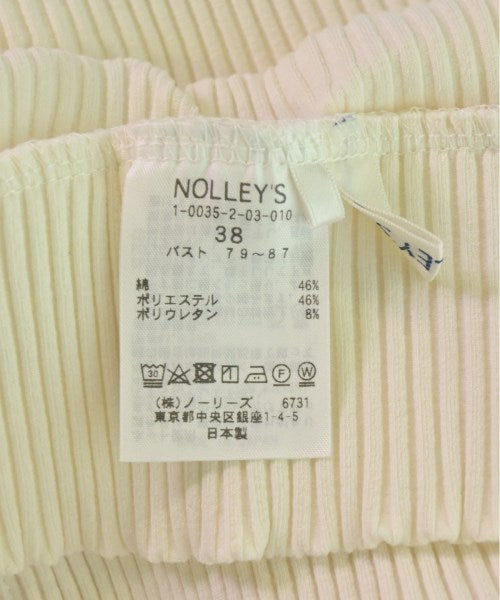 NOLLEY'S
1-0035-2-03-010
38
バスト 79～87
綿 46%
ポリエステル 46%
ポリウレタン 8%
30
F
W
(株)ノーリーズ 6731
東京都中央区銀座1-4-5
日本製